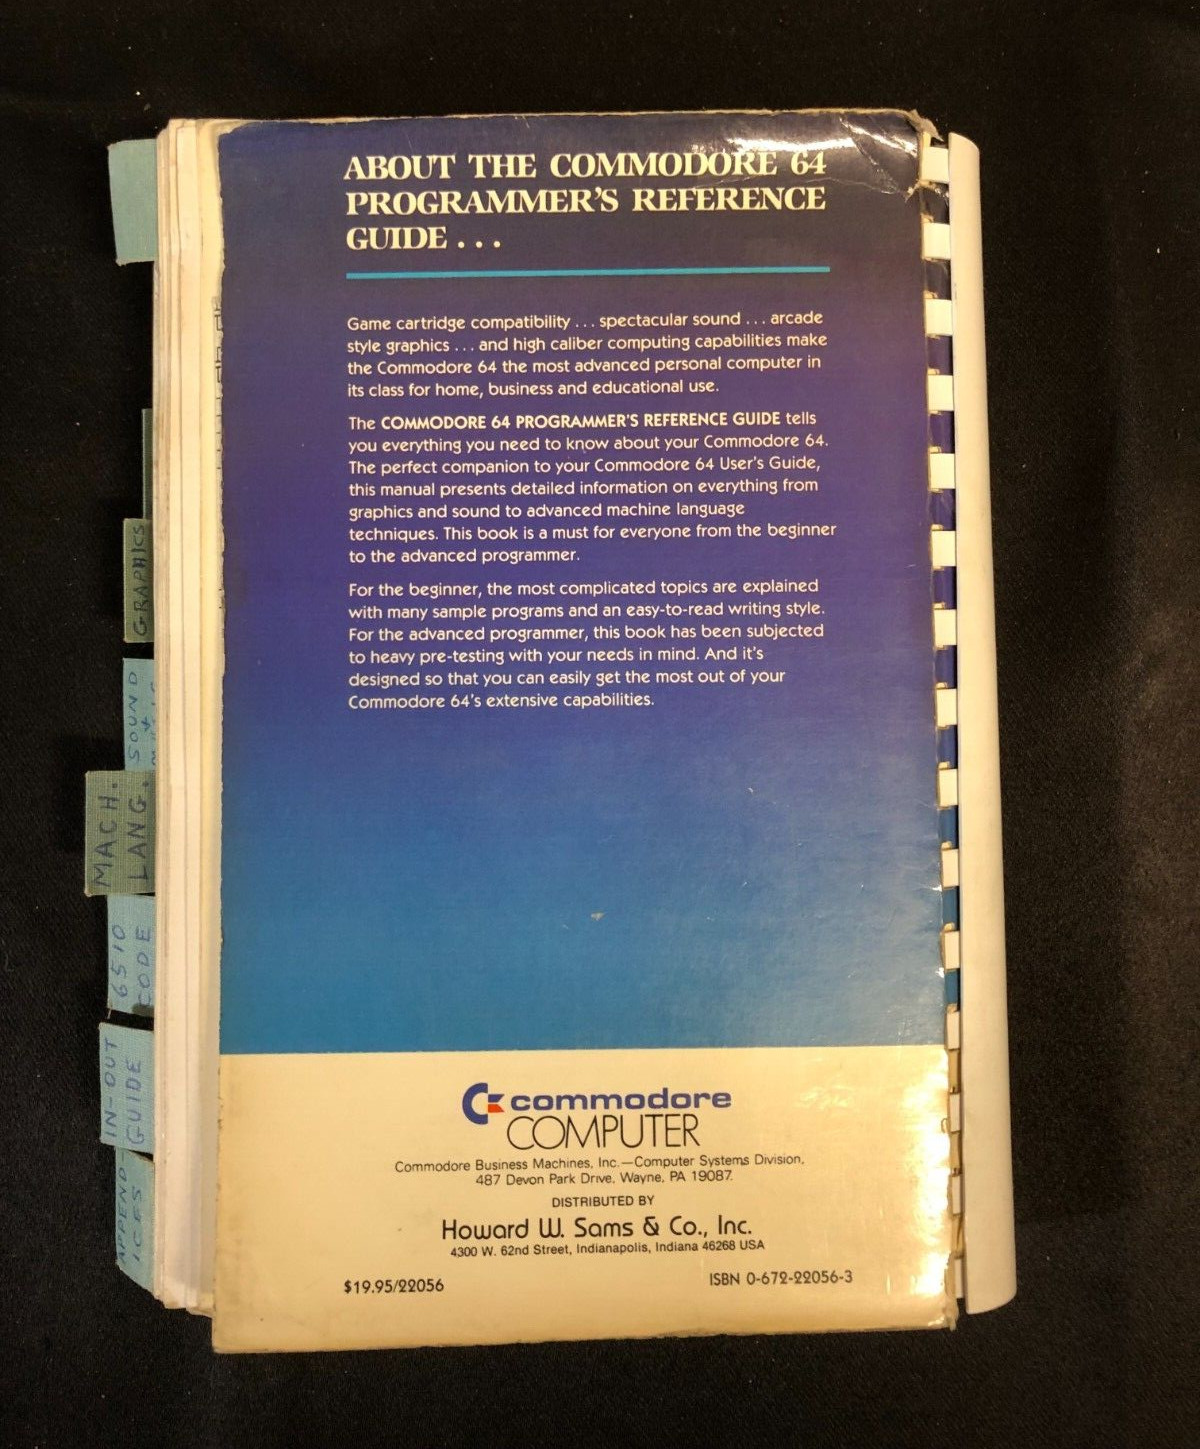 ABOUT THE COMMODORE 64
PROGRAMMER'S REFERENCE
GUIDE . . .
Game cartridge compatibility . . . spectacular sound . . . arcade
style graphics . . . and high caliber computing capabilities make
the Commodore 64 the most advanced personal computer in
its class for home, business and educational use.
The COMMODORE 64 PROGRAMMER'S REFERENCE GUIDE tells
you everything you need to know about your Commodore 64.
The perfect companion to your Commodore 64 User's Guide,
this manual presents detailed information on everything from
graphics and sound to advanced machine language
techniques. This book is a must for everyone from the beginner
to the advanced programmer.
For the beginner, the most complicated topics are explained
with many sample programs and an easy-to-read writing style.
For the advanced programmer, this book has been subjected
to heavy pre-testing with your needs in mind. And it's
designed so that you can easily get the most out of your
Commodore 64's extensive capabilities.
commodore
COMPUTER
Commodore Business Machines, Inc.—Computer Systems Division,
487 Devon Park Drive, Wayne, PA 19087.
DISTRIBUTED BY
Howard W. Sams & Co., Inc.
4300 W. 62nd Street, Indianapolis, Indiana 46268 USA
$19.95/22056
ISBN 0-672-22056-3
GRAPHICS
SOUND
&
MACH.
LANG.
6510
CODE
IN-OUT
GUIDE
APPEND-
ICES